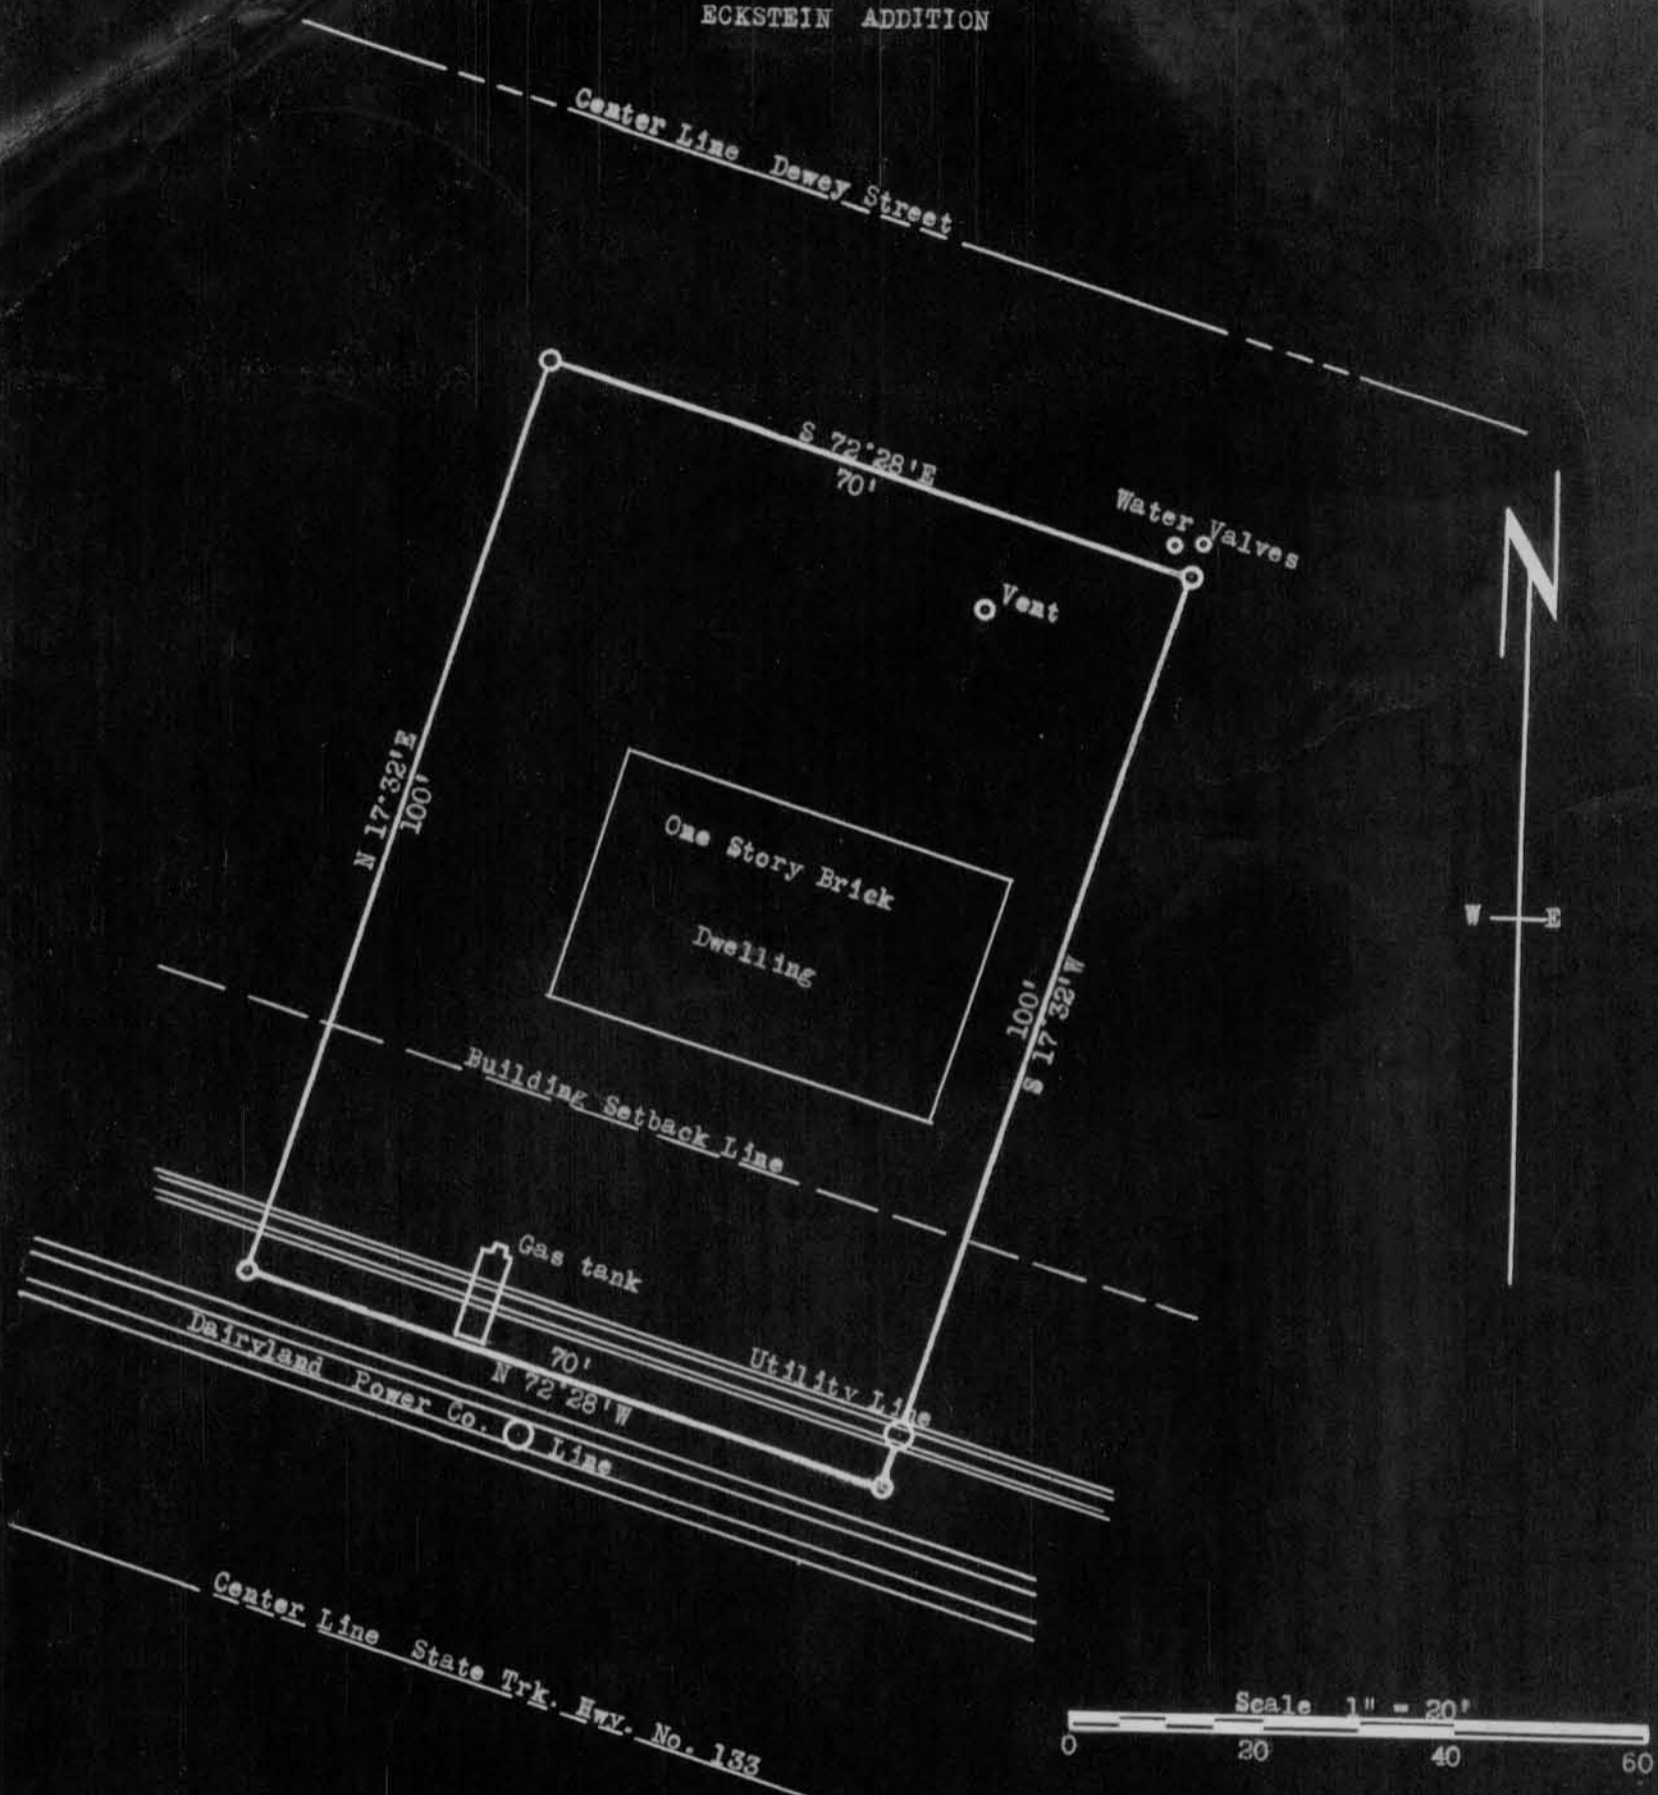 ECKSTEIN ADDITION
Center Line Dewey Street
S 72°28'E
70'
Water Valves
Vent
N
N 17°32'E
100'
One Story Brick
Dwelling
W E
100'
S 17°32'W
Building Setback Line
Gas tank
Utility Line
70'
N 72°28'W
Dairyland Power Co. Line
Center Line State Trk. Hwy. No. 133
Scale 1" = 20'
0 20 40 60